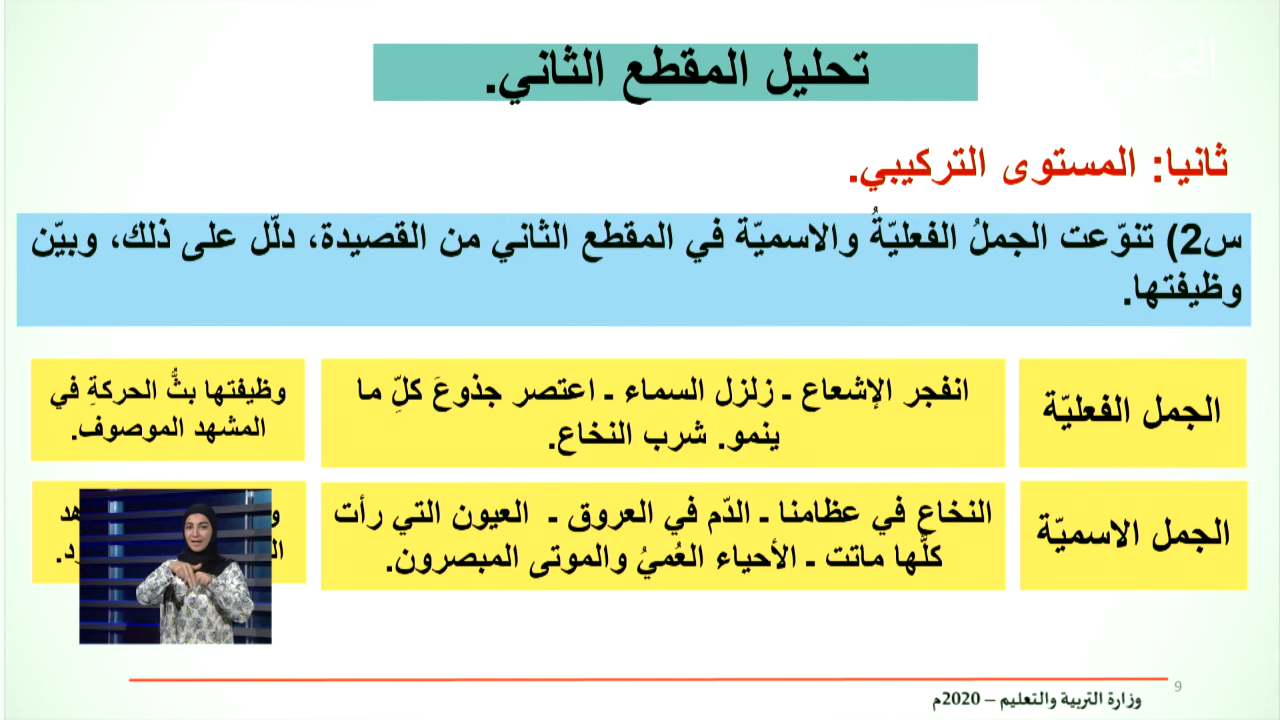 تحليل المقطع الثاني.
ثانيا: المستوى التركيبي.
س2) تنوّعت الجملُ الفعليّةُ والاسميّة في المقطع الثاني من القصيدة، دلّل على ذلك، وبيّن
وظيفتها.
الجمل الفعليّة
انفجر الإشعاع ـ زلزل السماء ـ اعتصر جذوعَ كلِّ ما
ينمو. شرب النخاع.
وظيفتها بثُّ الحركةِ في
المشهد الموصوف.
الجمل الاسميّة
النخاع في عظامنا ـ الدّم في العروق ـ العيون التي رأت
كلّها ماتت ـ الأحياء العُميُ والموتى المبصرون.
وزارة التربية والتعليم – 2020م
9